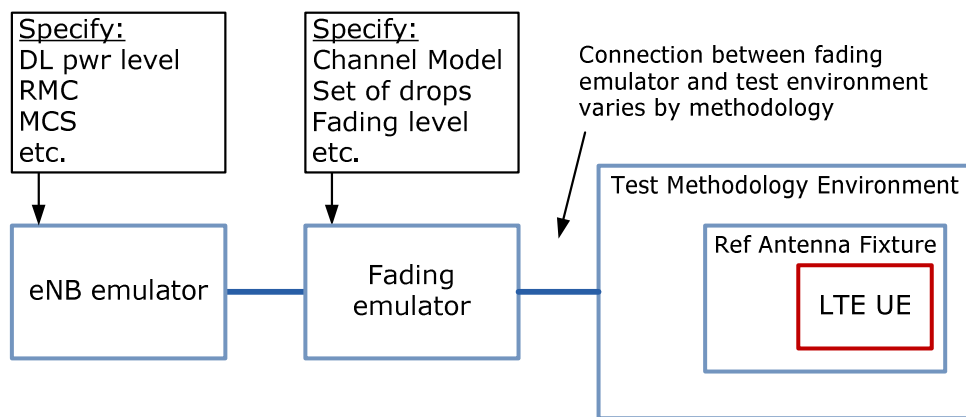 Specify:
DL pwr level
RMC
MCS
etc.
Specify:
Channel Model
Set of drops
Fading level
etc.
Connection between fading
emulator and test environment
varies by methodology
eNB emulator
Fading
emulator
Test Methodology Environment
Ref Antenna Fixture
LTE UE